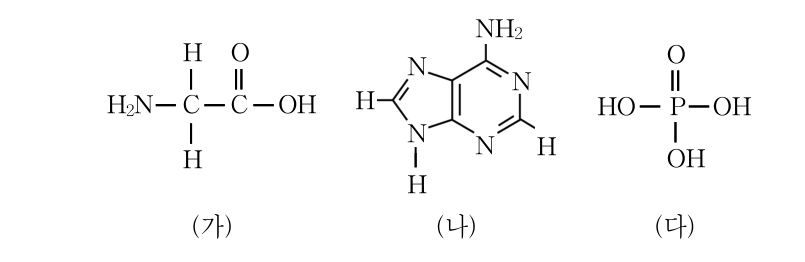 H O
H₂N C C OH
H
NH₂
N N
H
N N H
H
O
HO P OH
OH
(가) (나) (다)